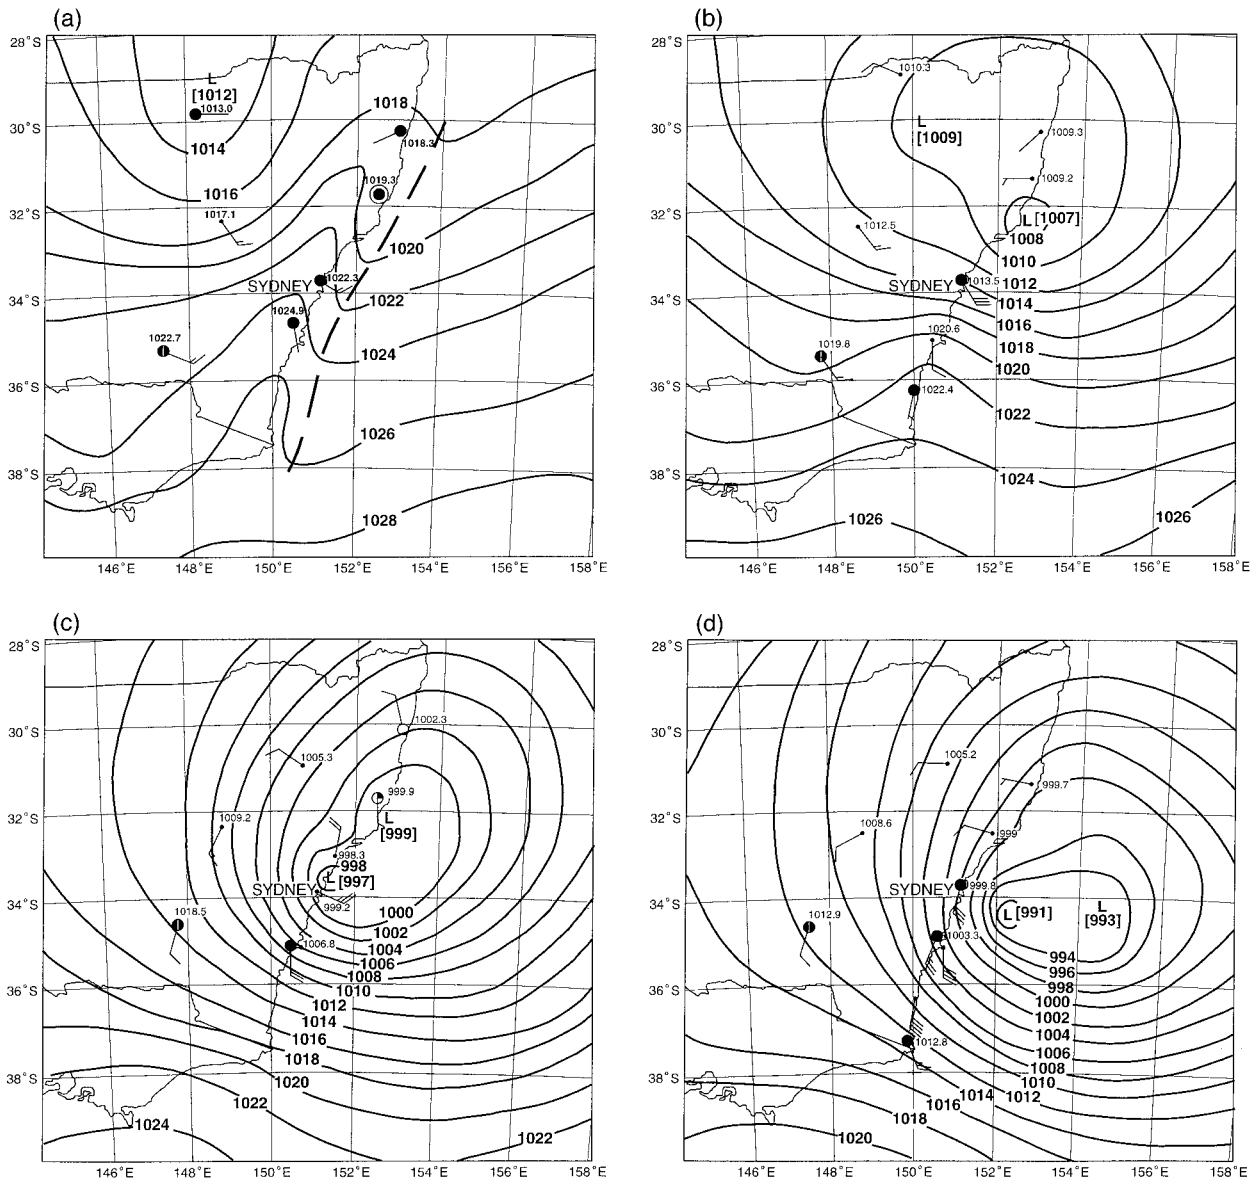 (a)
28°S
30°S
32°S
34°S
36°S
38°S
L
[1012]
1013.0
1014
1016
1017.1
1018
1018.3
1019.3
1020
SYDNEY
1022.3
1022
1024.9
1022.7
1024
1026
1028
146°E 148°E 150°E 152°E 154°E 156°E 158°E
(b)
28°S
30°S
32°S
34°S
36°S
38°S
1010.3
L
[1009]
1009.3
1009.2
L [1007]
1012.5
1008
1010
SYDNEY
1013.5
1012
1014
1016
1020.6
1018
1019.8
1020
1022.4
1022
1024
1026
1026
146°E 148°E 150°E 152°E 154°E 156°E 158°E
(c)
28°S
30°S
32°S
34°S
36°S
38°S
1002.3
1005.3
999.9
L
[999]
1009.2
998.3
998
L [997]
SYDNEY
999.2
1018.5
1000
1002
1006.8
1004
1006
1008
1010
1012
1014
1016
1018
1020
1022
1024
1022
146°E 148°E 150°E 152°E 154°E 156°E 158°E
(d)
28°S
30°S
32°S
34°S
36°S
38°S
1005.2
999.7
1008.6
999
SYDNEY
999.8
L [991]
L
[993]
1012.9
1003.3
994
996
998
1000
1002
1004
1012.8
1006
1008
1010
1012
1014
1016
1018
1020
146°E 148°E 150°E 152°E 154°E 156°E 158°E